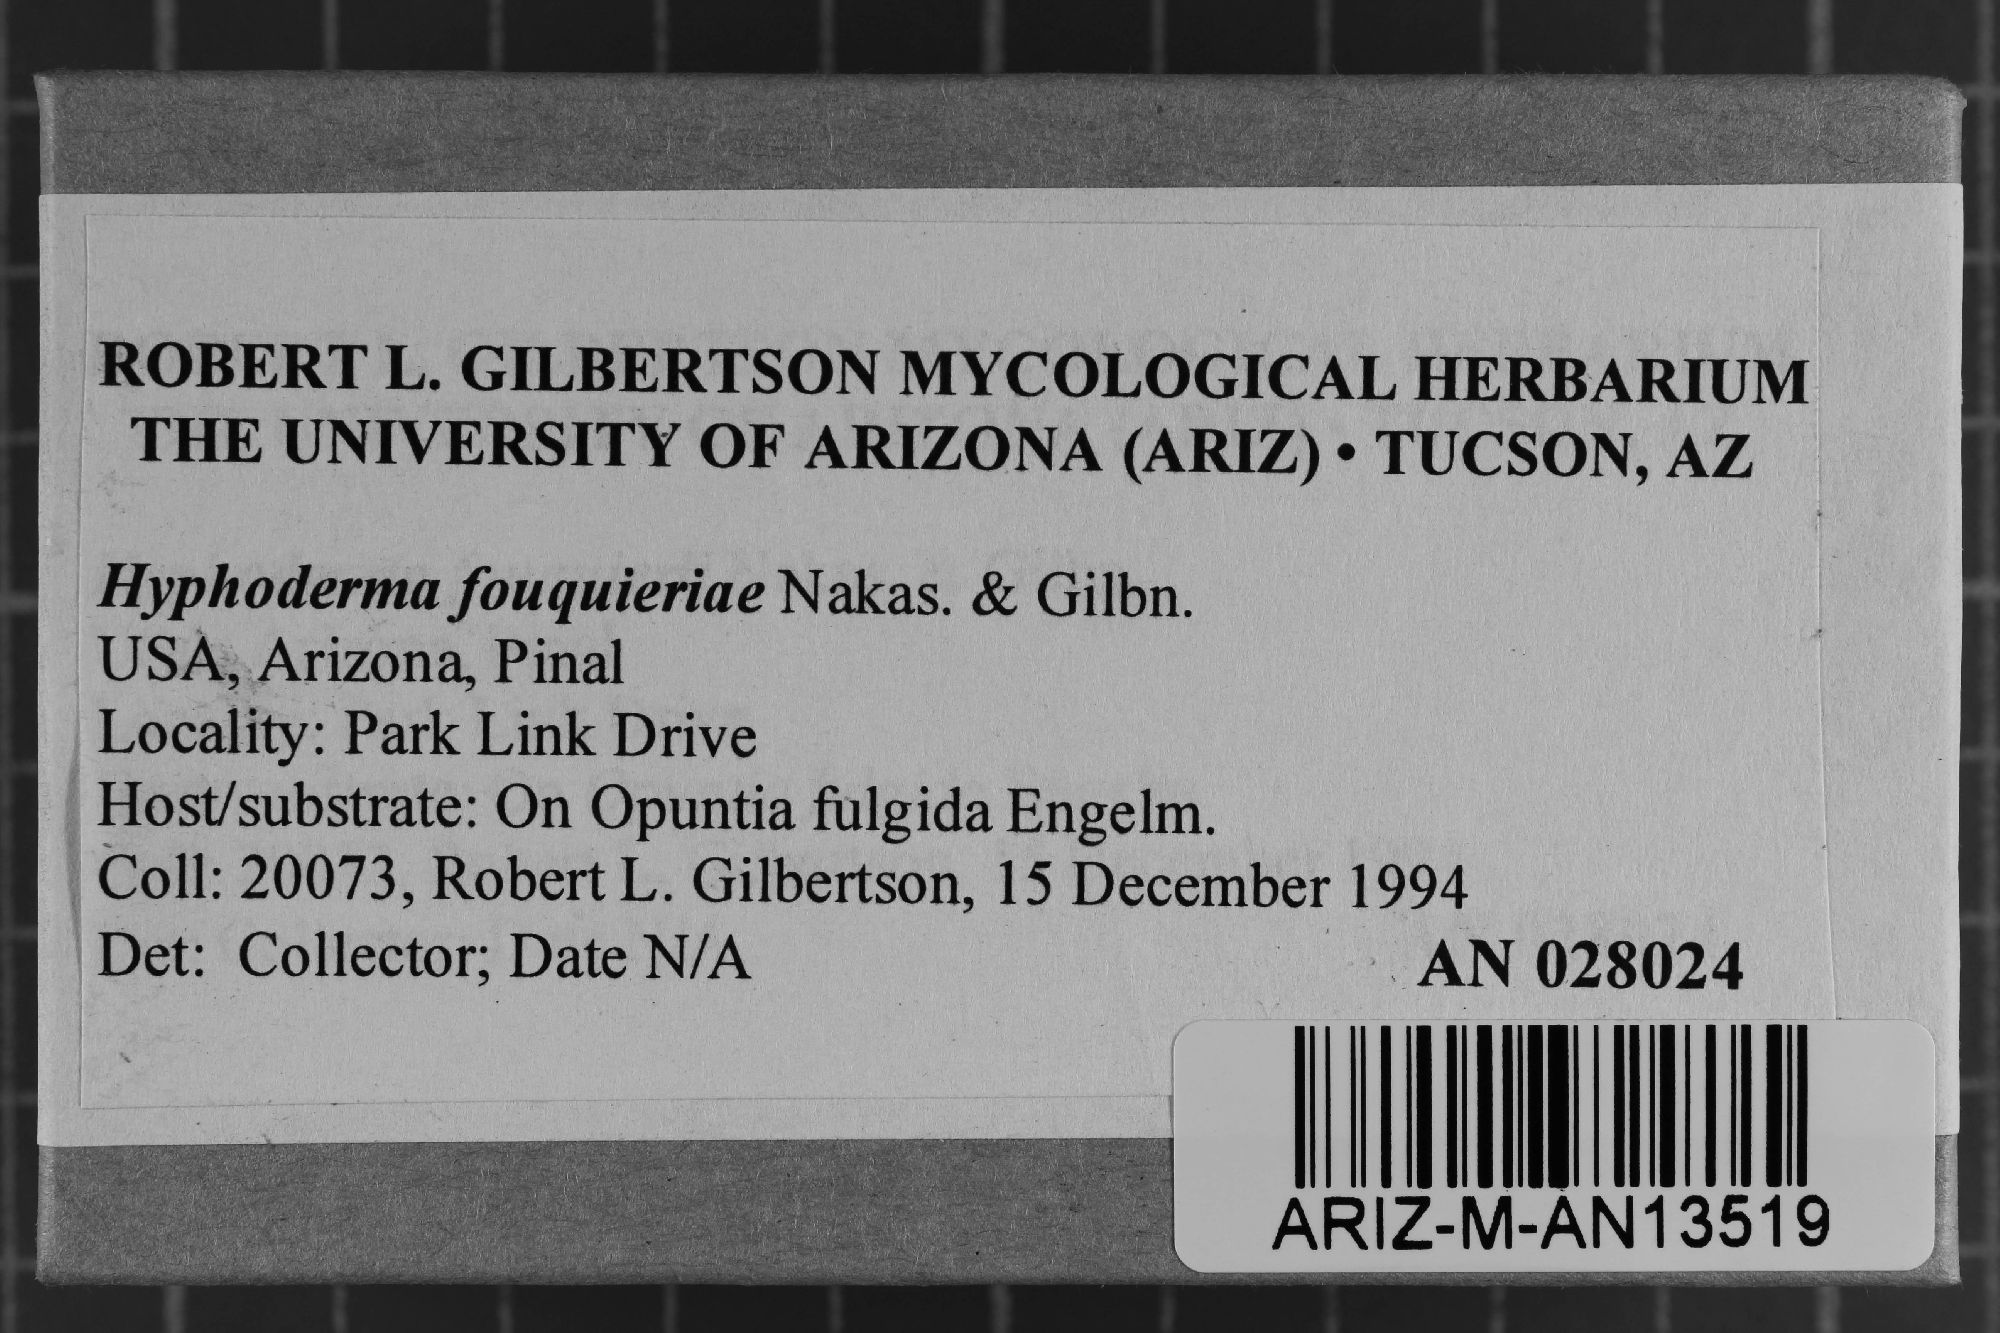 ROBERT L. GILBERTSON MYCOLOGICAL HERBARIUM
THE UNIVERSITY OF ARIZONA (ARIZ) • TUCSON, AZ
Hyphoderma fouquieriae Nakas. & Gilbn.
USA, Arizona, Pinal
Locality: Park Link Drive
Host/substrate: On Opuntia fulgida Engelm.
Coll: 20073, Robert L. Gilbertson, 15 December 1994
Det: Collector; Date N/A
AN 028024
ARIZ-M-AN13519